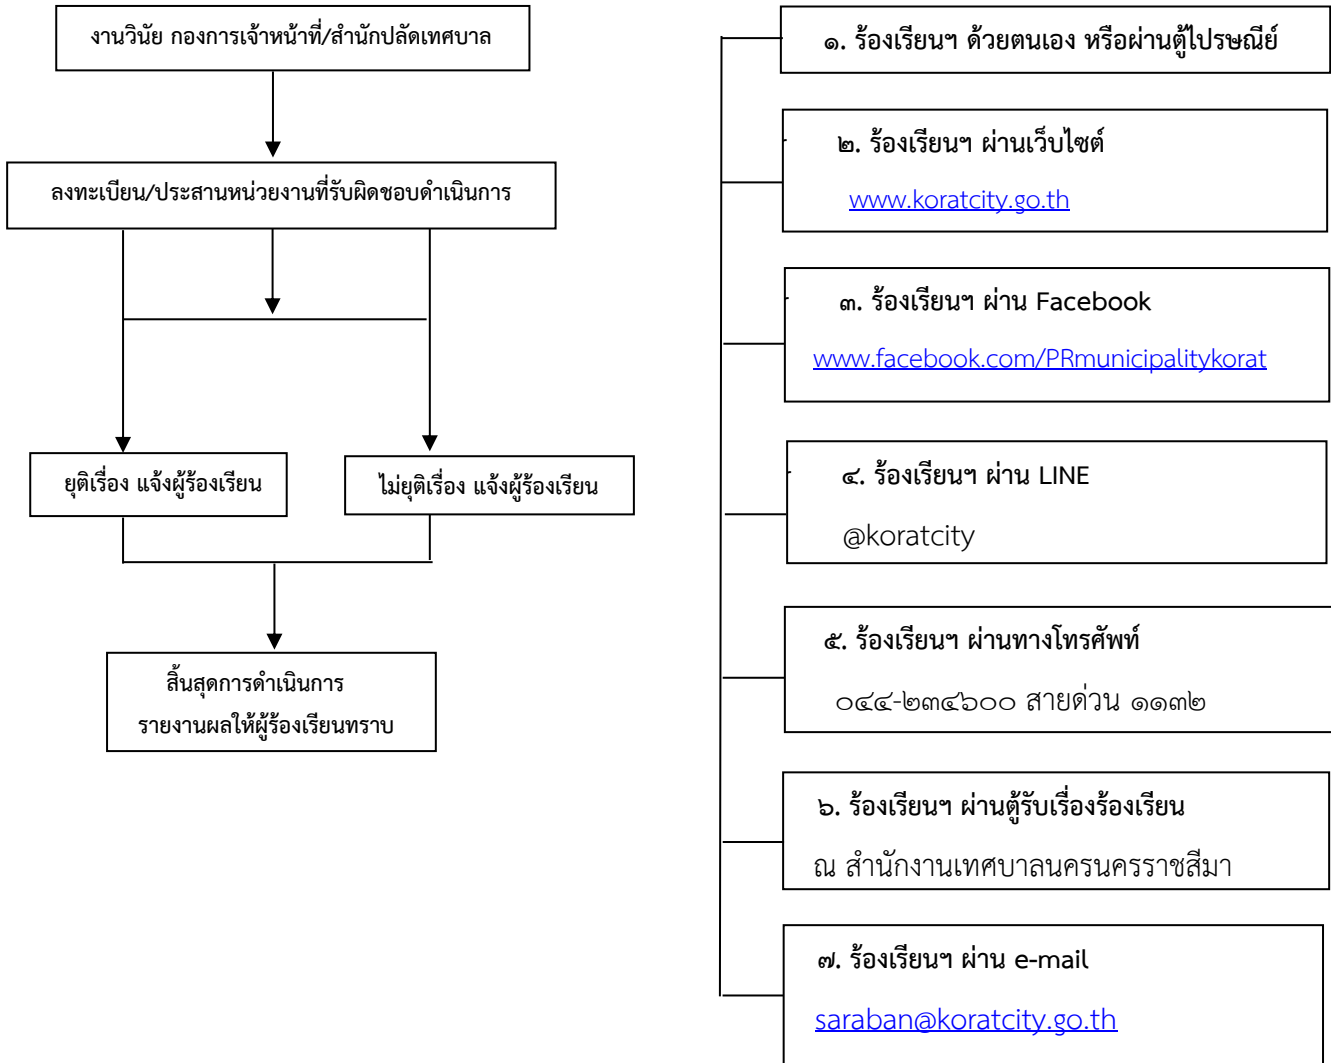 งานวินัย กองการเจ้าหน้าที่/สำนักปลัดเทศบาล
ลงทะเบียน/ประสานหน่วยงานที่รับผิดชอบดำเนินการ
ยุติเรื่อง แจ้งผู้ร้องเรียน
ไม่ยุติเรื่อง แจ้งผู้ร้องเรียน
สิ้นสุดการดำเนินการ
รายงานผลให้ผู้ร้องเรียนทราบ
๑. ร้องเรียนฯ ด้วยตนเอง หรือผ่านตู้ไปรษณีย์
๒. ร้องเรียนฯ ผ่านเว็บไซต์
www.koratcity.go.th
๓. ร้องเรียนฯ ผ่าน Facebook
www.facebook.com/PRmunicipalitykorat
๔. ร้องเรียนฯ ผ่าน LINE
@koratcity
๕. ร้องเรียนฯ ผ่านทางโทรศัพท์
๐๔๔-๒๓๔๖๐๐ สายด่วน ๑๑๓๒
๖. ร้องเรียนฯ ผ่านตู้รับเรื่องร้องเรียน
ณ สำนักงานเทศบาลนครนครราชสีมา
๗. ร้องเรียนฯ ผ่าน e-mail
saraban@koratcity.go.th